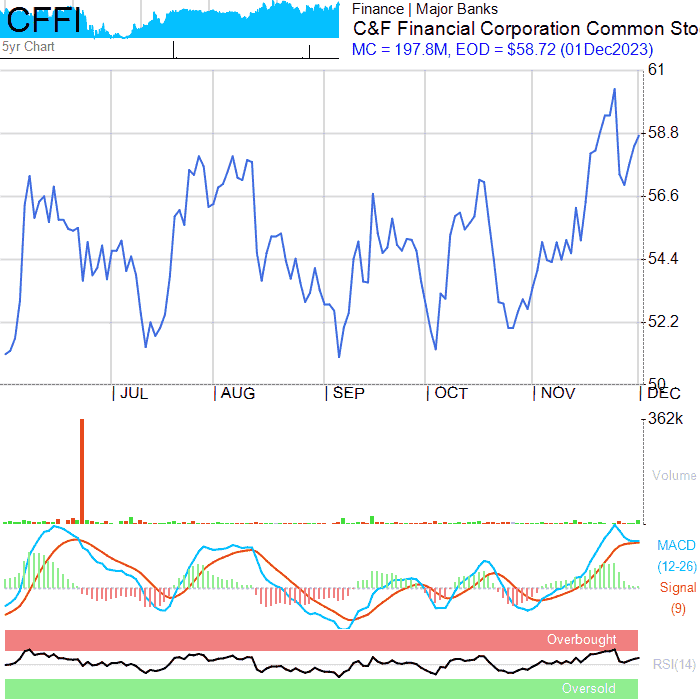 CFFI
5yr Chart
Finance | Major Banks
C&F Financial Corporation Common Sto
MC = 197.8M, EOD = $58.72 (01Dec2023)
61
58.8
56.6
54.4
52.2
50
JUL
AUG
SEP
OCT
NOV
DEC
362k
Volume
MACD
(12-26)
Signal
(9)
Overbought
RSI(14)
Oversold